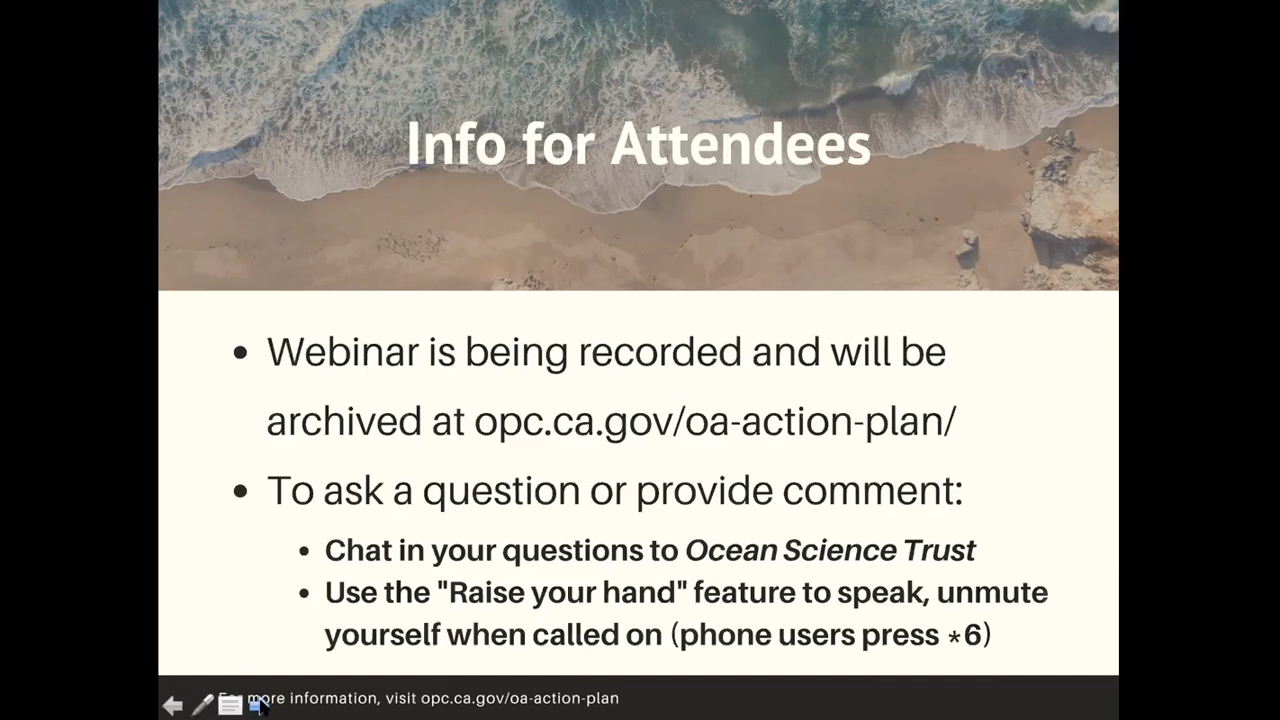 Info for Attendees
• Webinar is being recorded and will be
archived at opc.ca.gov/oa-action-plan/
• To ask a question or provide comment:
• Chat in your questions to Ocean Science Trust
• Use the "Raise your hand" feature to speak, unmute
yourself when called on (phone users press *6)
For more information, visit opc.ca.gov/oa-action-plan